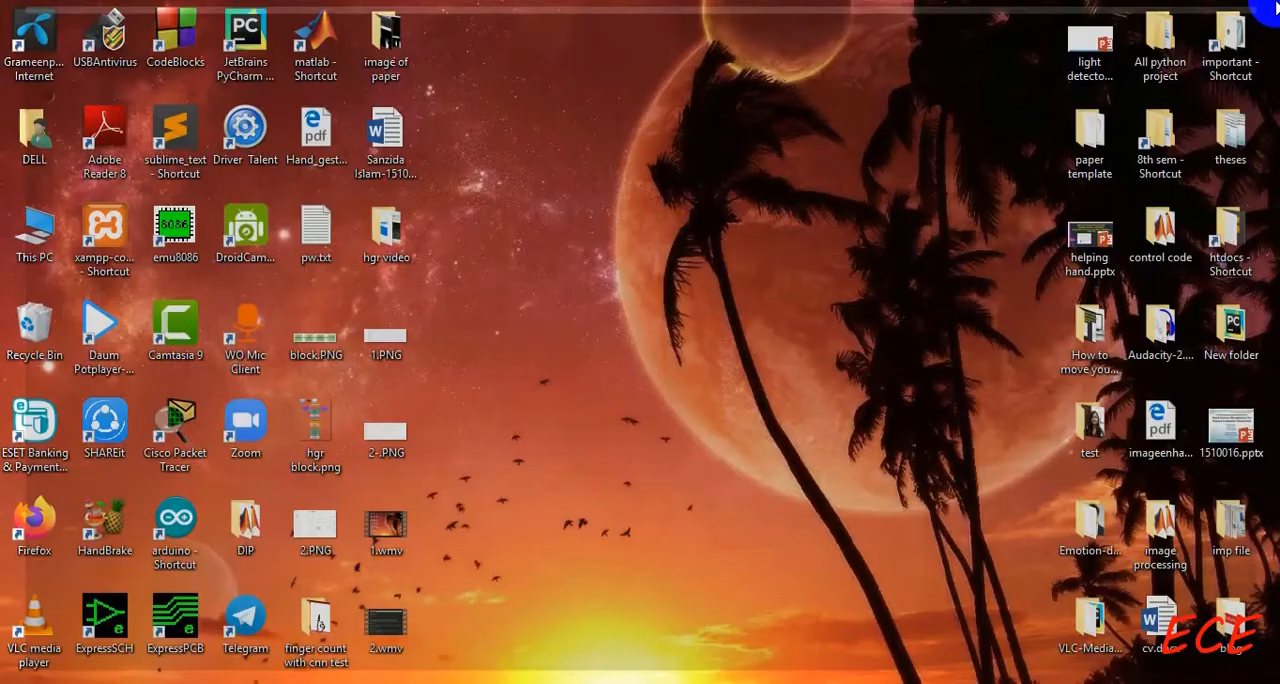 Grameenp...
Internet
USBAntivirus
CodeBlocks
JetBrains
PyCharm ...
matlab -
Shortcut
image of
paper
light
detecto...
All python
project
important -
Shortcut
DELL
Adobe
Reader 8
sublime_text
- Shortcut
Driver Talent
Hand_gest...
Sanzida
Islam-1510...
paper
template
8th sem -
Shortcut
theses
This PC
xampp-co...
- Shortcut
emu8086
DroidCam...
pw.txt
hgr video
helping
hand.pptx
control code
htdocs -
Shortcut
Recycle Bin
Daum
Potplayer-...
Camtasia 9
WO Mic
Client
block.PNG
1.PNG
How to
move you...
Audacity-2....
New folder
ESET Banking
& Payment...
SHAREit
Cisco Packet
Tracer
Zoom
hgr
block.png
2-.PNG
test
imageenha...
1510016.pptx
Firefox
HandBrake
arduino -
Shortcut
DIP
2.PNG
1.wmv
Emotion-d...
image
processing
imp file
VLC media
player
ExpressSCH
ExpressPCB
Telegram
finger count
with cnn test
2.wmv
VLC-Media...
ECE
PC
pdf
8086